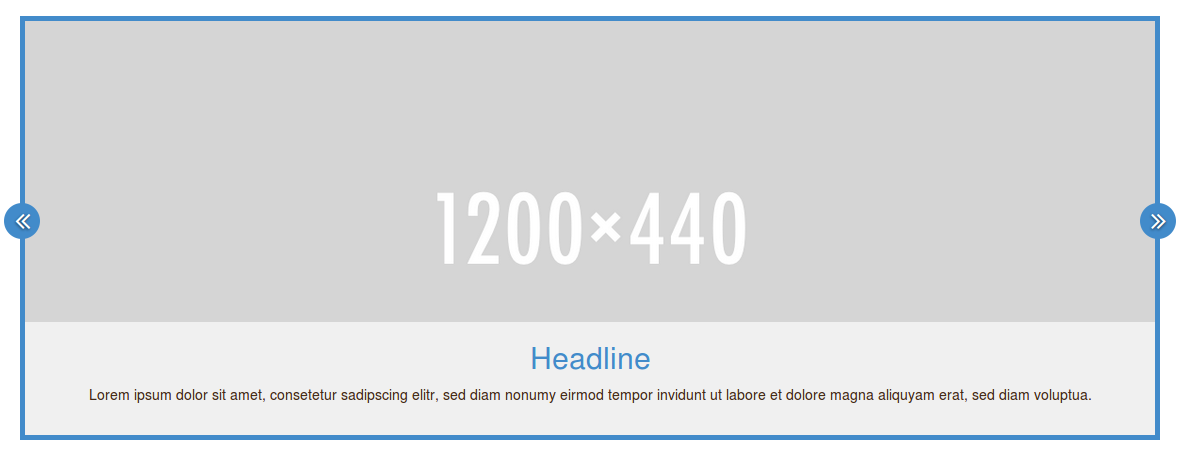 1200×440
Headline
Lorem ipsum dolor sit amet, consetetur sadipscing elitr, sed diam nonumy eirmod tempor invidunt ut labore et dolore magna aliquyam erat, sed diam voluptua.